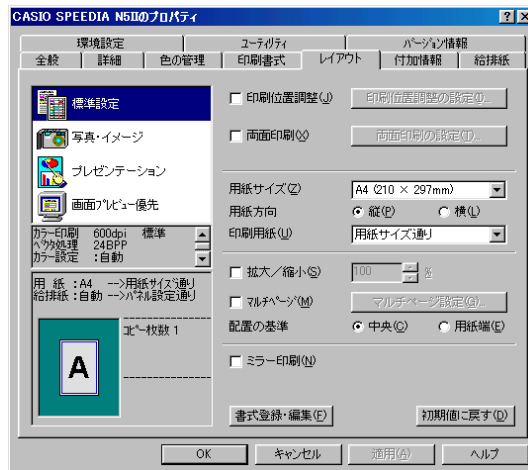 CASIO SPEEDIA N5IIのプロパティ
環境設定 ユーティリティ バージョン情報
全般 詳細 色の管理 印刷書式 レイアウト 付加情報 給排紙
標準設定
写真・イメージ
プレゼンテーション
画面プレビュー優先
カラー印刷 600dpi 標準
ベクタ処理 24BPP
カラー設定 :自動
用 紙 :A4 -->用紙サイズ通り
給排紙:自動 -->パネル設定通り
コピー枚数 1
A
印刷位置調整(J) 印刷位置調整の設定(I)...
両面印刷(X) 両面印刷の設定(T)...
用紙サイズ(Z) A4 (210 × 297mm)
用紙方向 縦(P) 横(L)
印刷用紙(U) 用紙サイズ通り
拡大/縮小(S) 100 %
マルチページ(M) マルチページ設定(G)...
配置の基準 中央(C) 用紙端(E)
ミラー印刷(N)
書式登録・編集(F) 初期値に戻す(D)
OK キャンセル 適用(A) ヘルプ